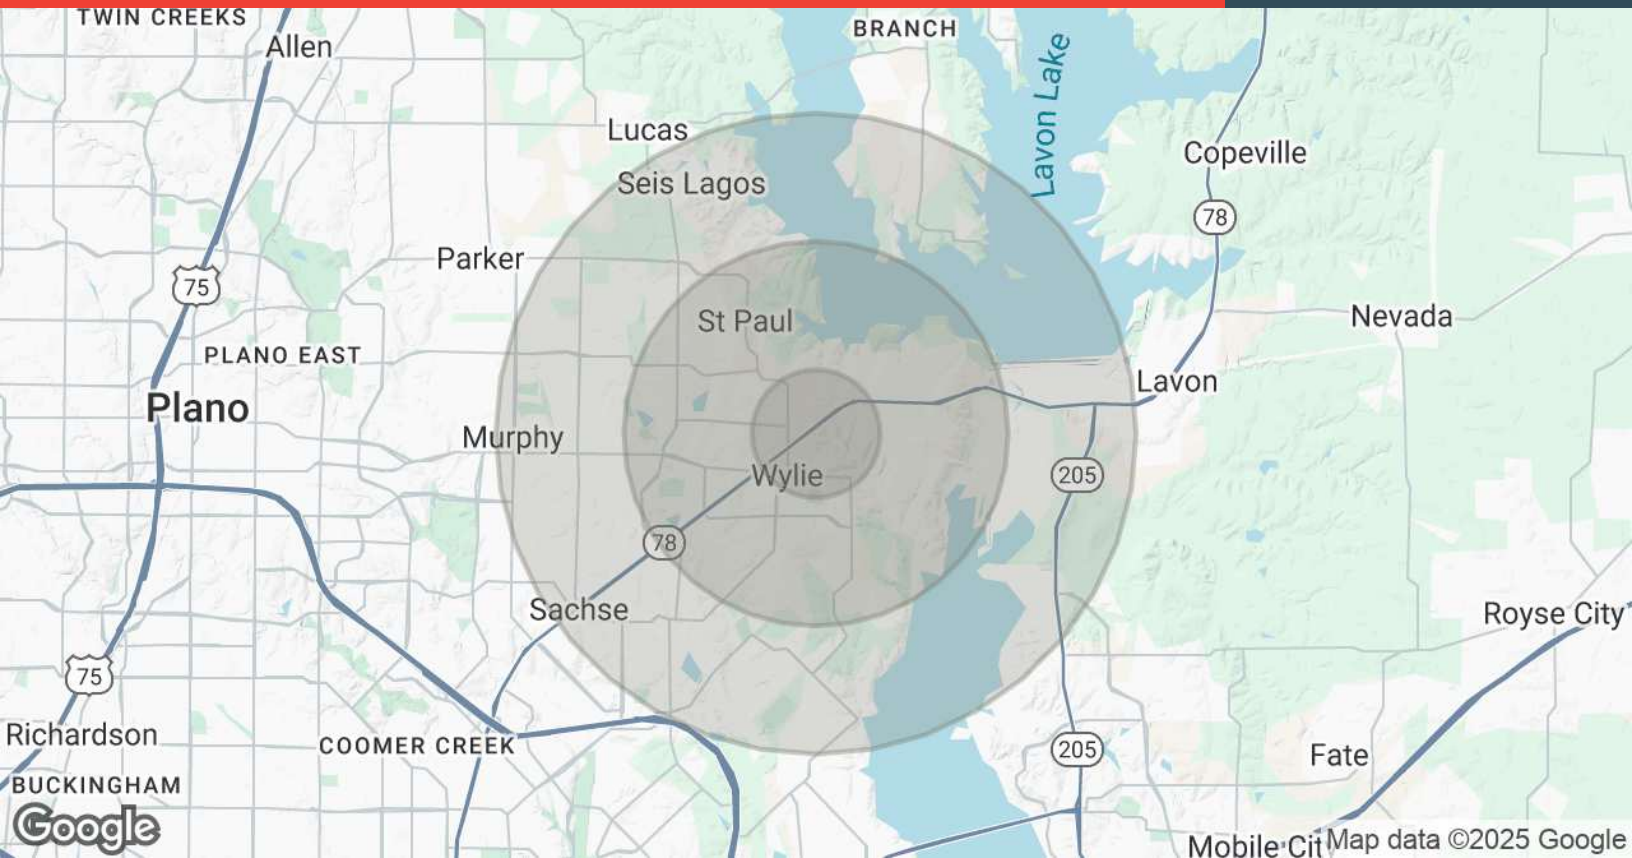 TWIN CREEKS
BRANCH
Allen
Lavon Lake
Lucas
Copeville
Seis Lagos
78
Parker
75
St Paul
Nevada
PLANO EAST
Lavon
Plano
Murphy
Wylie
205
78
Sachse
Royse City
75
Richardson
COOMER CREEK
205
Fate
BUCKINGHAM
Google
Mobile Cit
Map data ©2025 Google